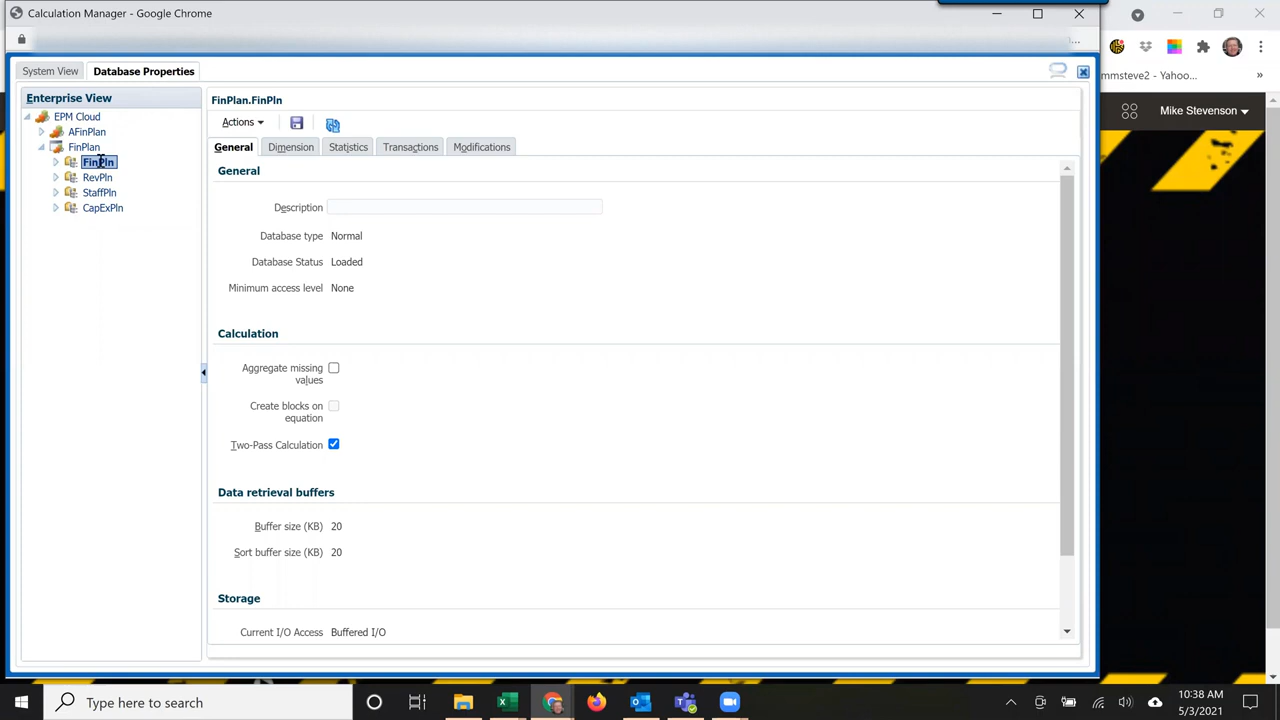 Calculation Manager - Google Chrome
...
mmsteve2 - Yahoo...
»
System View
Database Properties
Mike Stevenson
Enterprise View
EPM Cloud
AFinPlan
FinPlan
FinPln
RevPln
StaffPln
CapExPln
FinPlan.FinPln
Actions
General
Dimension
Statistics
Transactions
Modifications
General
Description
Database type Normal
Database Status Loaded
Minimum access level None
Calculation
Aggregate missing
values
Create blocks on
equation
Two-Pass Calculation
Data retrieval buffers
Buffer size (KB) 20
Sort buffer size (KB) 20
Storage
Current I/O Access Buffered I/O
Type here to search
10:38 AM
5/3/2021